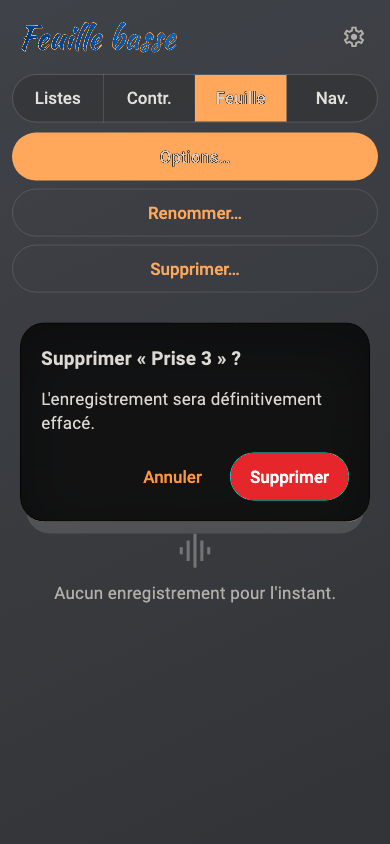 Feuille basse
Listes
Contr.
Feuille
Nav.
Options…
Renommer…
Supprimer…
Supprimer « Prise 3 » ?
L'enregistrement sera définitivement
effacé.
Annuler
Supprimer
Aucun enregistrement pour l'instant.